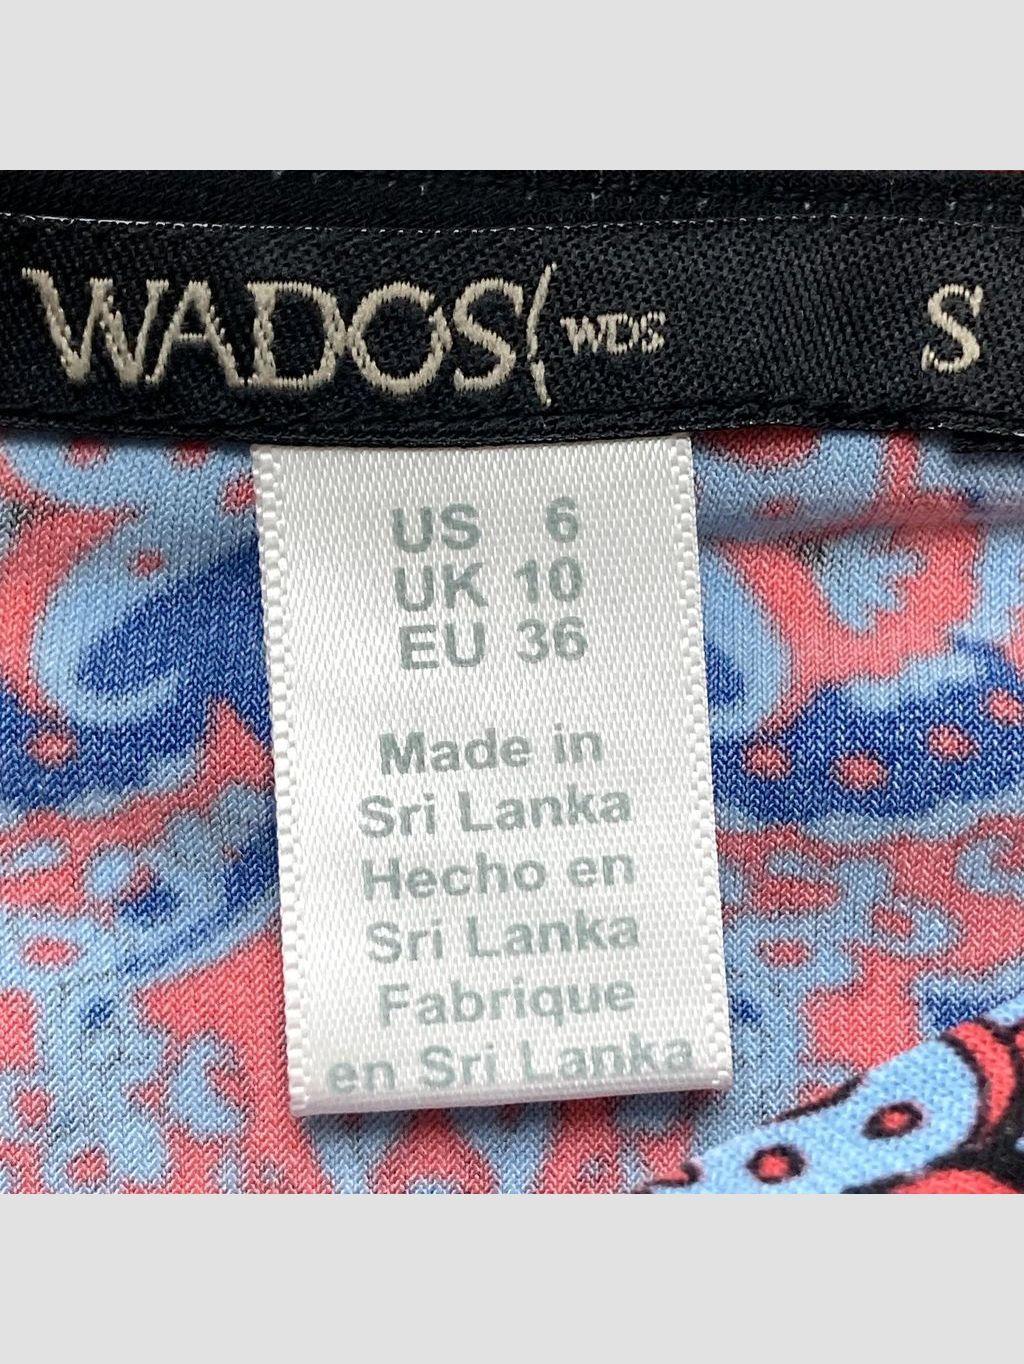 WADOS WDS S
US 6
UK 10
EU 36
Made in
Sri Lanka
Hecho en
Sri Lanka
Fabrique
en Sri Lanka